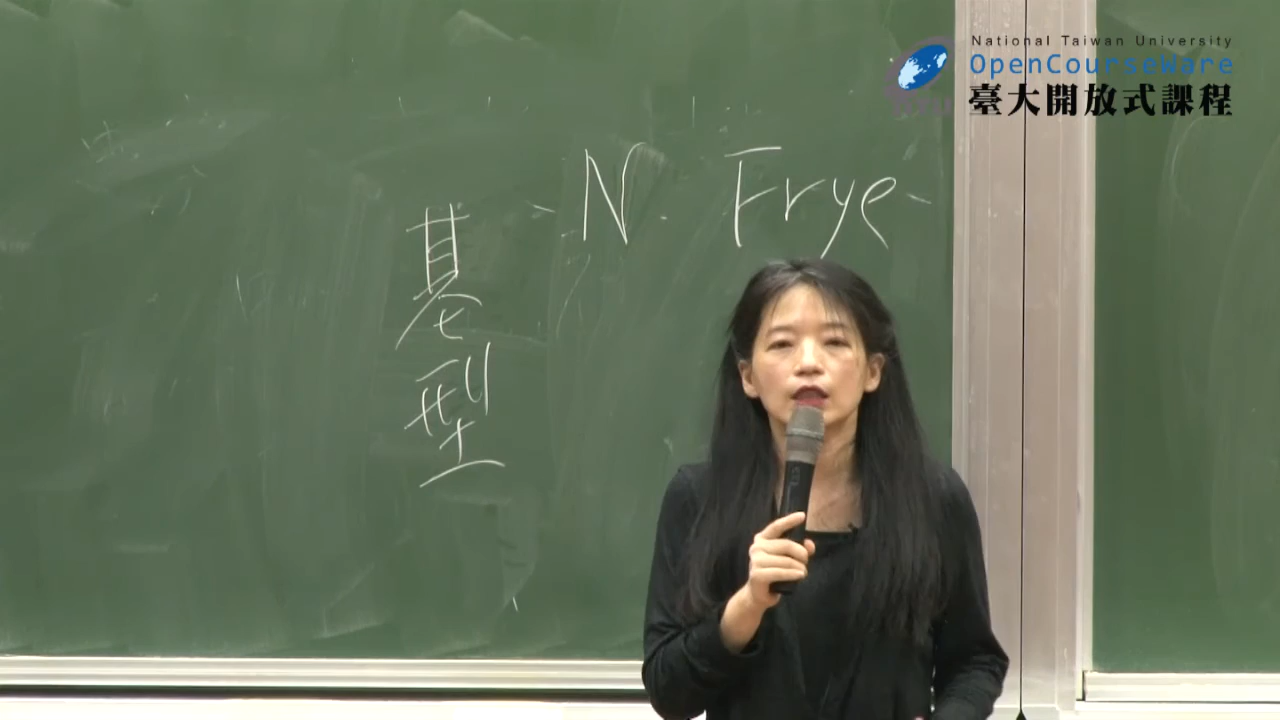 National Taiwan University
OpenCourseWare
臺大開放式課程
N. Frye
基型